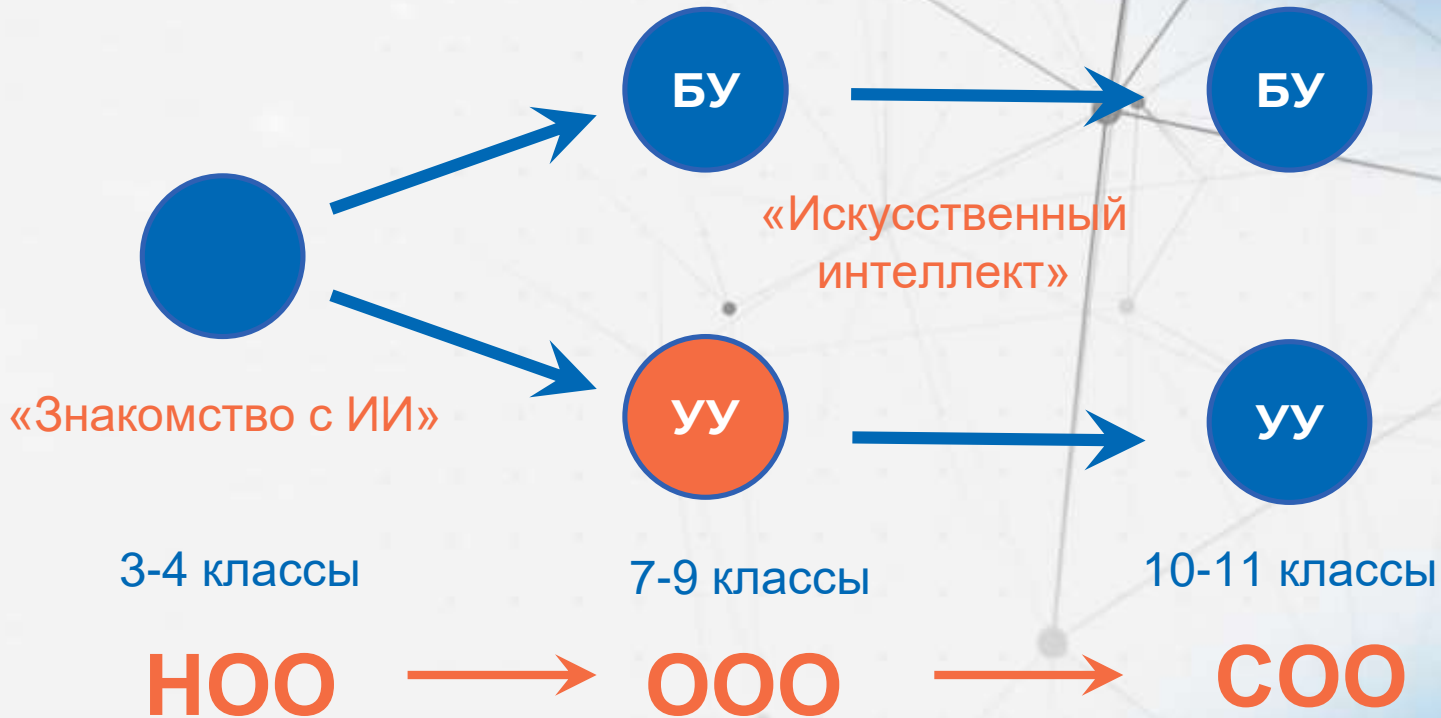 БУ
БУ
«Искусственный
интеллект»
«Знакомство с ИИ»
УУ
УУ
3-4 классы
7-9 классы
10-11 классы
НОО
ООО
СОО